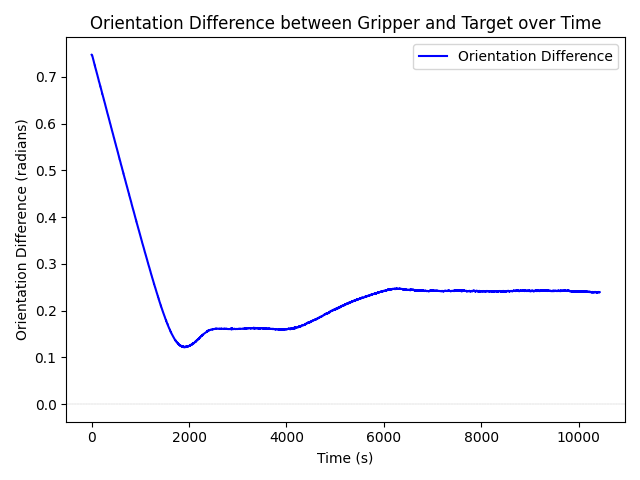 Orientation Difference between Gripper and Target over Time
Orientation Difference
Orientation Difference (radians)
0.7
0.6
0.5
0.4
0.3
0.2
0.1
0.0
0 2000 4000 6000 8000 10000
Time (s)